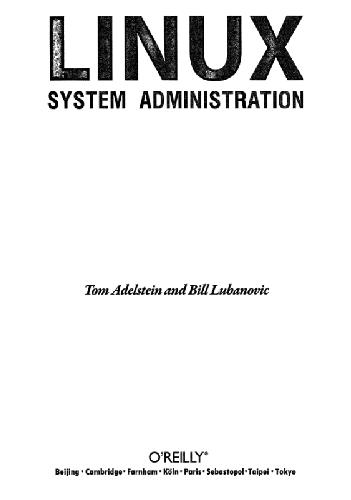 LINUX
SYSTEM ADMINISTRATION
Tom Adelstein and Bill Lubanovic
O'REILLY®
Beijing • Cambridge • Farnham • Köln • Paris • Sebastopol • Taipei • Tokyo